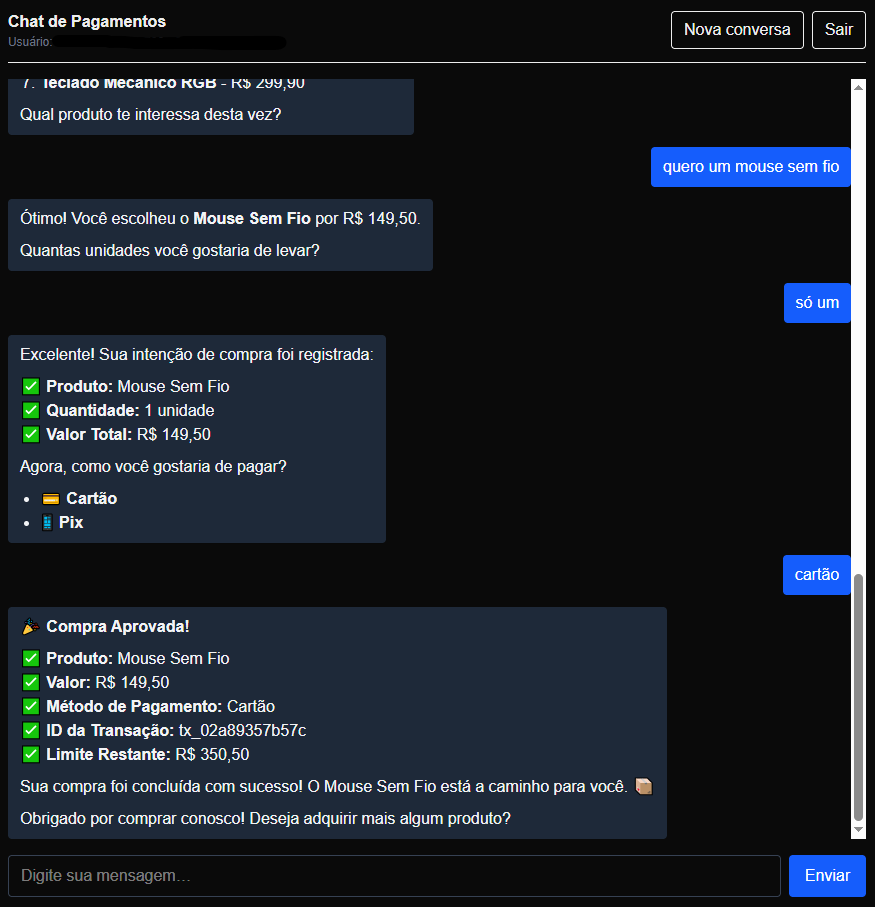 Chat de Pagamentos
Usuário:
Nova conversa
Sair
7. Teclado Mecânico RGB - R$ 299,90
Qual produto te interessa desta vez?
quero um mouse sem fio
Ótimo! Você escolheu o Mouse Sem Fio por R$ 149,50.
Quantas unidades você gostaria de levar?
só um
Excelente! Sua intenção de compra foi registrada:
✅ Produto: Mouse Sem Fio
✅ Quantidade: 1 unidade
✅ Valor Total: R$ 149,50
Agora, como você gostaria de pagar?
• 💳 Cartão
• 📱 Pix
cartão
🎉 Compra Aprovada!
✅ Produto: Mouse Sem Fio
✅ Valor: R$ 149,50
✅ Método de Pagamento: Cartão
✅ ID da Transação: tx_02a89357b57c
✅ Limite Restante: R$ 350,50
Sua compra foi concluída com sucesso! O Mouse Sem Fio está a caminho para você. 📦
Obrigado por comprar conosco! Deseja adquirir mais algum produto?
Digite sua mensagem...
Enviar